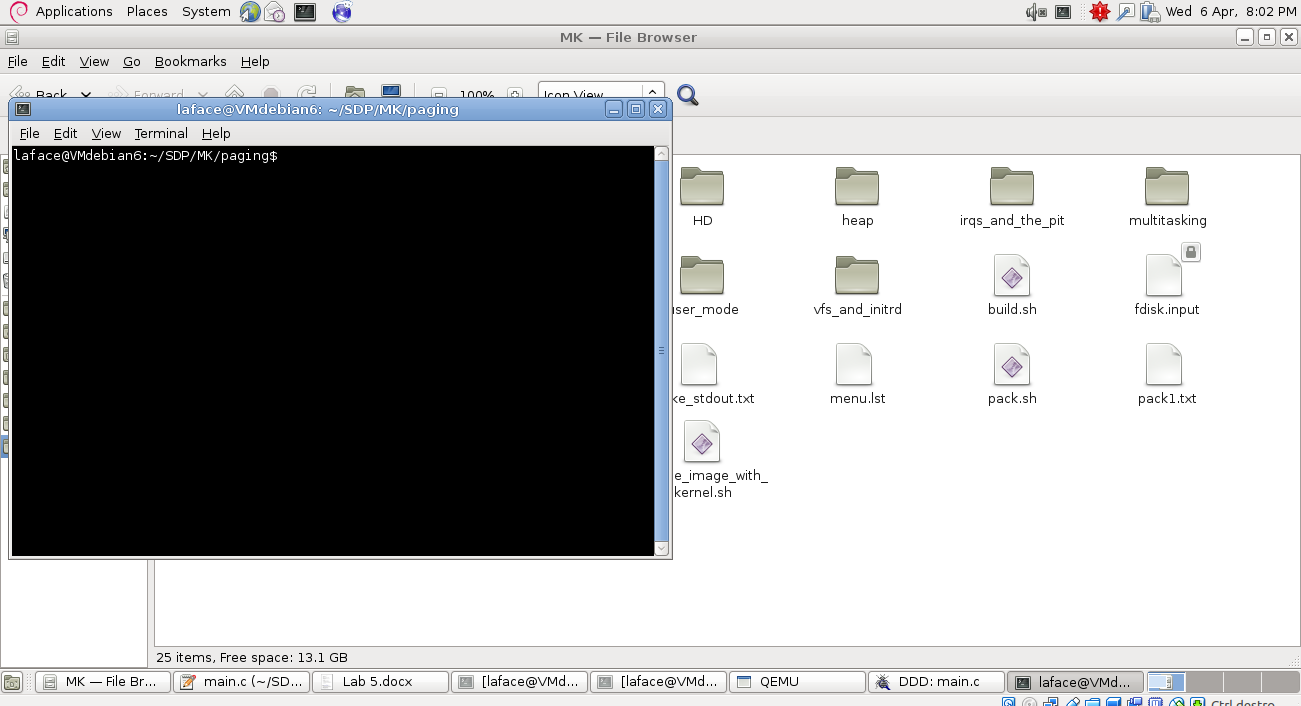 Applications Places System Wed 6 Apr, 8:02 PM
MK — File Browser
File Edit View Go Bookmarks Help
Back Forward 100% Icon View
laface@VMdebian6: ~/SDP/MK/paging
File Edit View Terminal Help
laface@VMdebian6:~/SDP/MK/paging$
HD heap irqs_and_the_pit multitasking
user_mode vfs_and_initrd build.sh fdisk.input
ke_stdout.txt menu.lst pack.sh pack1.txt
e_image_with_
kernel.sh
25 items, Free space: 13.1 GB
MK — File Br... main.c (~/SD... Lab 5.docx [laface@VMd... [laface@VMd... QEMU DDD: main.c laface@VMd...
Ctrl destro